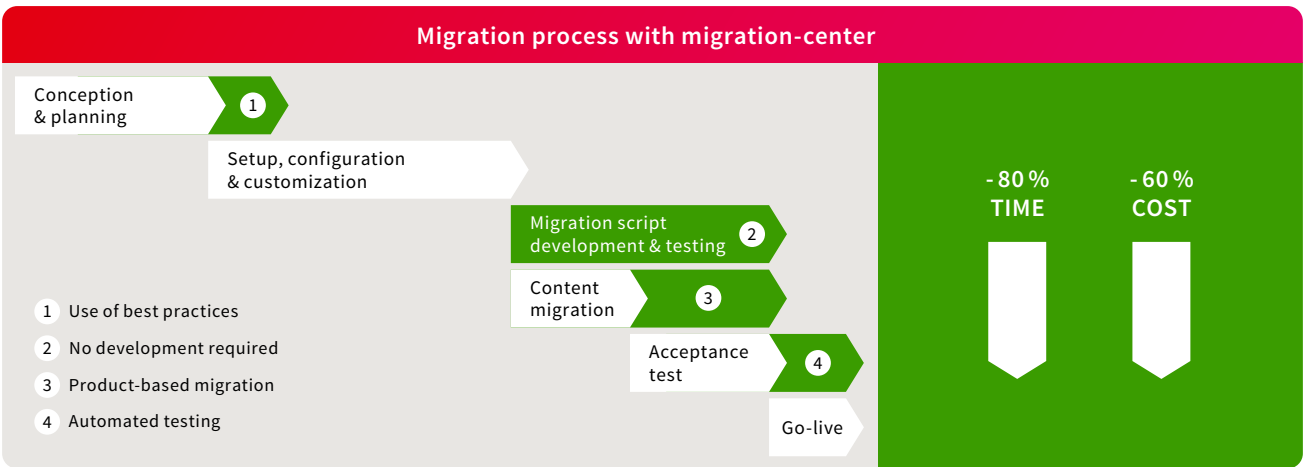 Migration process with migration-center
Conception
& planning
1
Setup, configuration
& customization
Migration script
development & testing
2
Content
migration
3
Acceptance
test
4
Go-live
1 Use of best practices
2 No development required
3 Product-based migration
4 Automated testing
- 80 %
TIME
- 60 %
COST